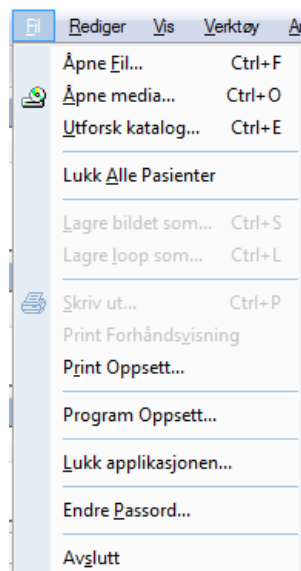 Fil Rediger Vis Verktøy
Åpne Fil... Ctrl+F
Åpne media... Ctrl+O
Utforsk katalog... Ctrl+E
Lukk Alle Pasienter
Lagre bildet som... Ctrl+S
Lagre loop som... Ctrl+L
Skriv ut... Ctrl+P
Print Forhåndsvisning
Print Oppsett...
Program Oppsett...
Lukk applikasjonen...
Endre Passord...
Avslutt